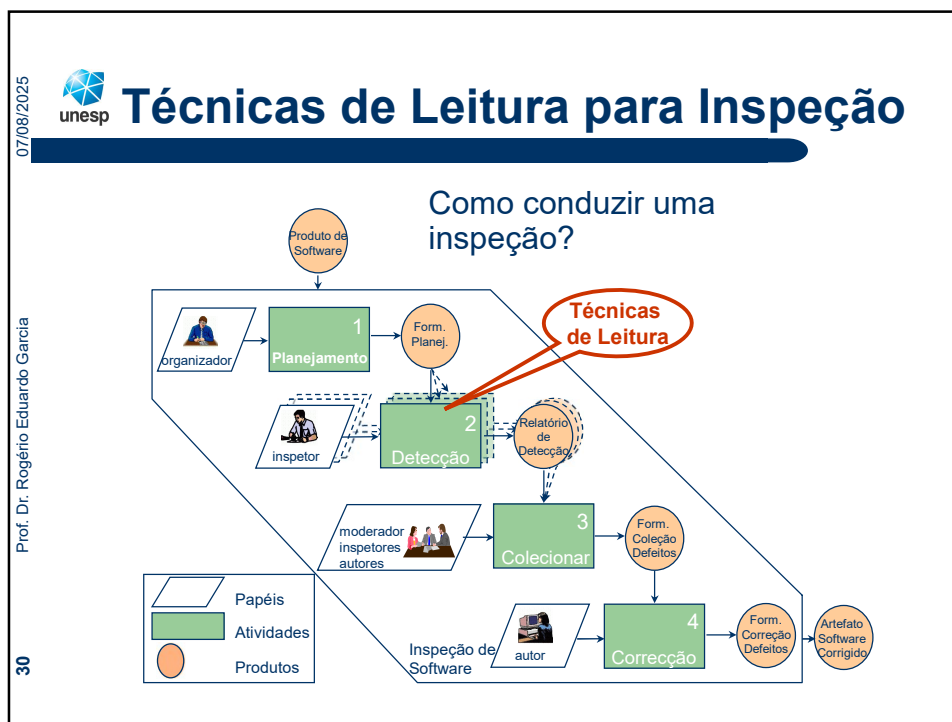 07/08/2025
unesp
Técnicas de Leitura para Inspeção
Como conduzir uma
inspeção?
Produto de
Software
organizador
1
Planejamento
Form.
Planej.
Técnicas
de Leitura
inspetor
2
Detecção
Relatório
de
Detecção
moderador
inspetores
autores
3
Colecionar
Form.
Coleção
Defeitos
autor
4
Correcção
Form.
Correção
Defeitos
Artefato
Software
Corrigido
Inspeção de
Software
Papéis
Atividades
Produtos
Prof. Dr. Rogério Eduardo Garcia
30